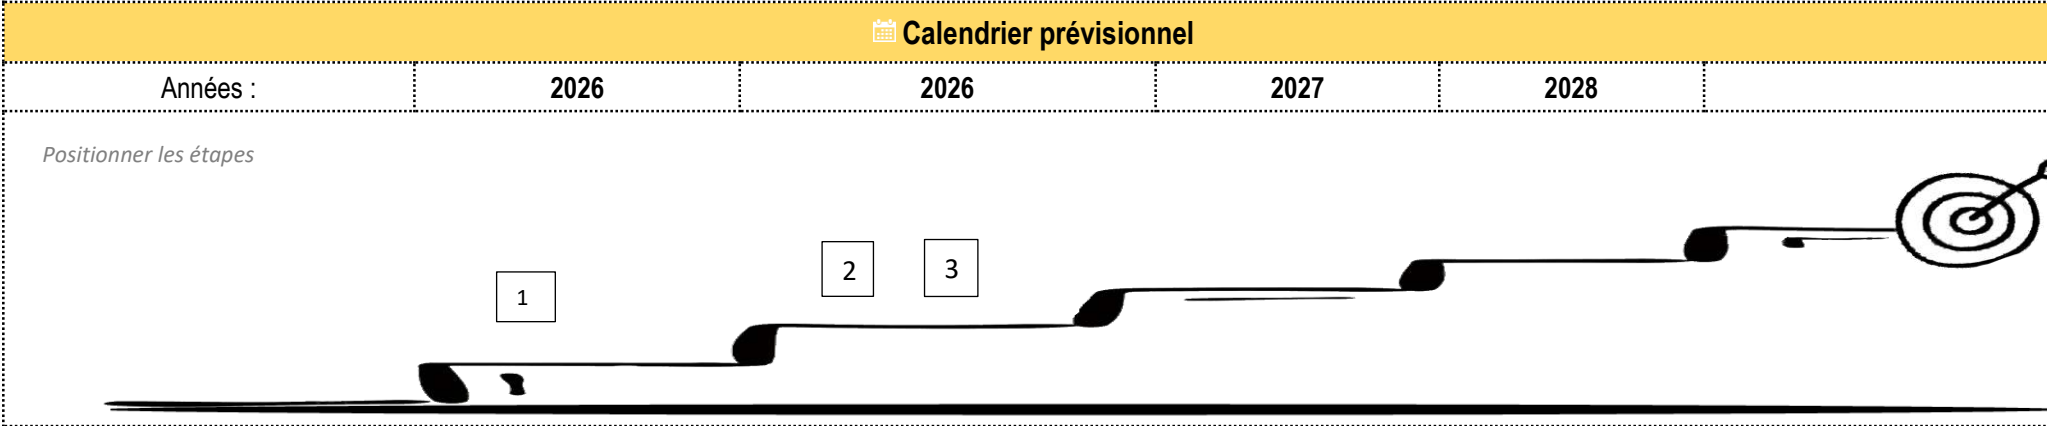 Calendrier prévisionnel
Années : 2026 2026 2027 2028
Positionner les étapes
1 2 3